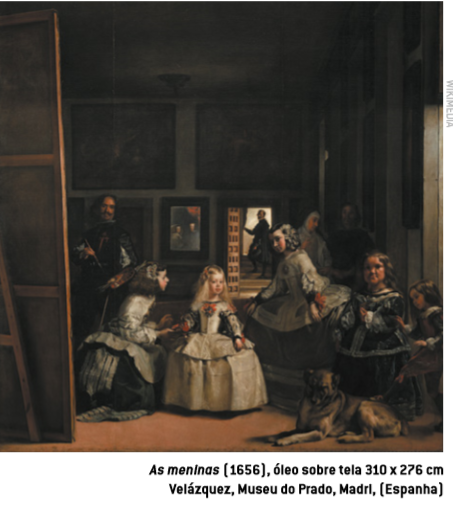 WIKIMEDIA
As meninas (1656), óleo sobre tela 310 x 276 cm
Velázquez, Museu do Prado, Madri, (Espanha)